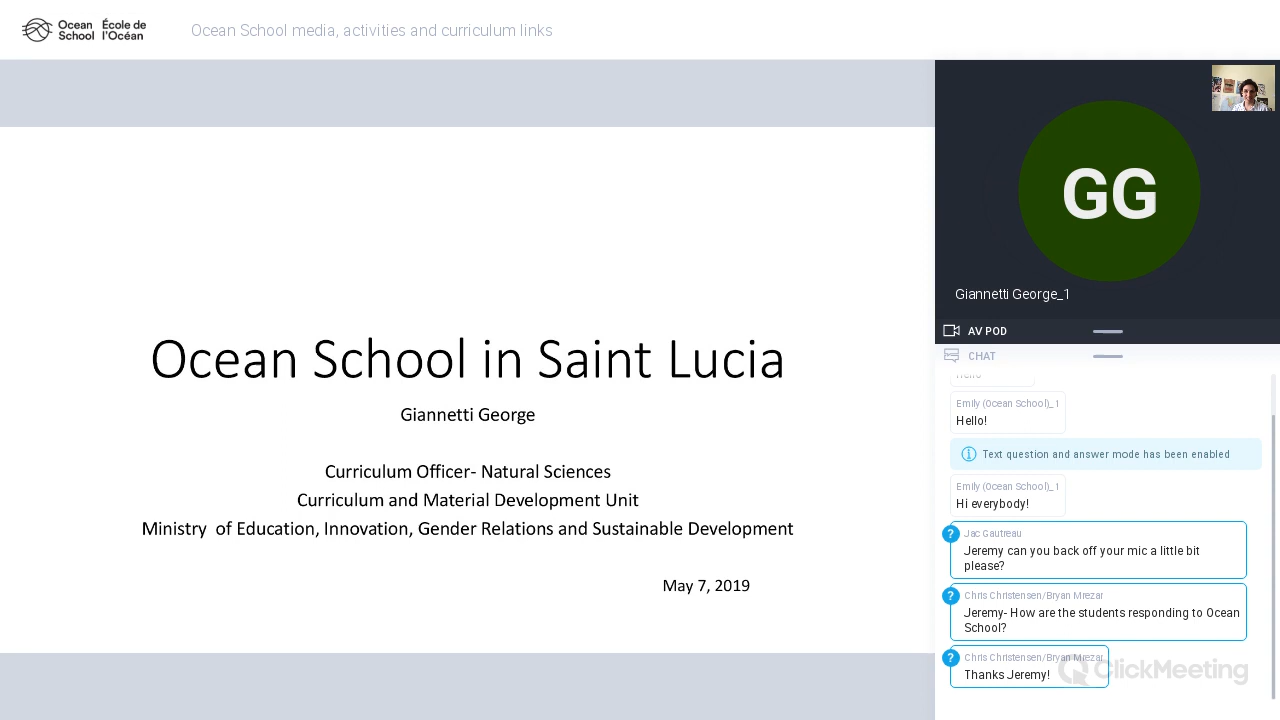 Ocean School
École de l'Océan
Ocean School media, activities and curriculum links
Ocean School in Saint Lucia
Giannetti George
Curriculum Officer- Natural Sciences
Curriculum and Material Development Unit
Ministry of Education, Innovation, Gender Relations and Sustainable Development
May 7, 2019
GG
Giannetti George_1
AV POD
CHAT
Hello
Emily (Ocean School)_1
Hello!
Text question and answer mode has been enabled
Emily (Ocean School)_1
Hi everybody!
? Jac Gautreau
Jeremy can you back off your mic a little bit
please?
? Chris Christensen/Bryan Mrezar
Jeremy- How are the students responding to Ocean
School?
? Chris Christensen/Bryan Mrezar
Thanks Jeremy!
ClickMeeting